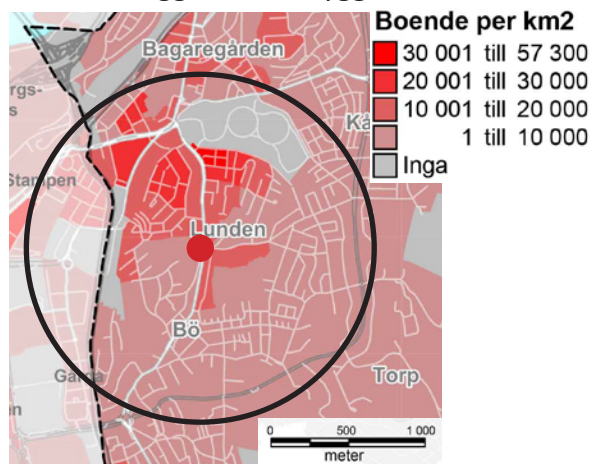 Boende per km2
30 001 till 57 300
20 001 till 30 000
10 001 till 20 000
1 till 10 000
Inga
Bagaregården
Stampen
Lunden
Bö
Torp
0 500 1 000
meter